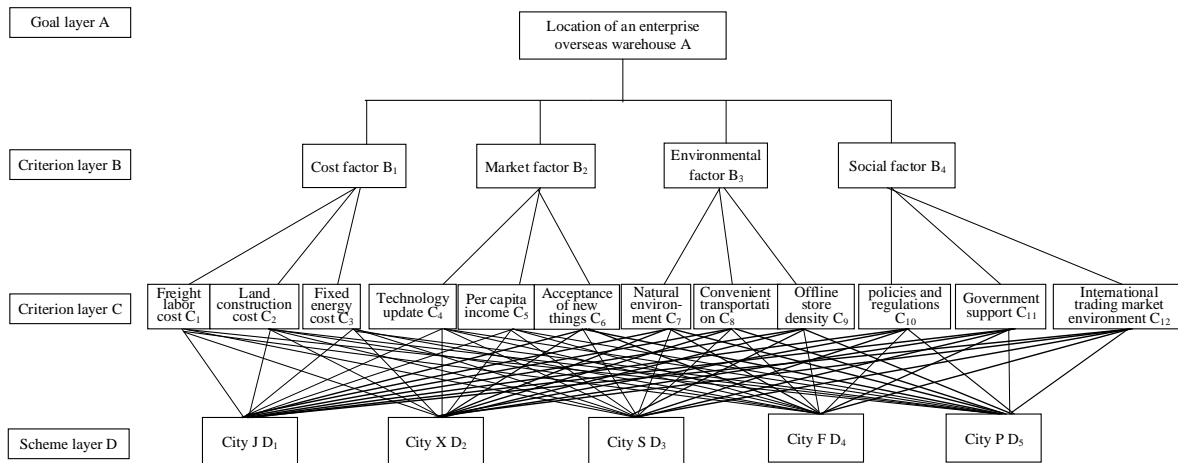 Goal layer A
Location of an enterprise
overseas warehouse A
Criterion layer B
Cost factor B₁
Market factor B₂
Environmental
factor B₃
Social factor B₄
Criterion layer C
Freight
labor
cost C₁
Land
construction
cost C₂
Fixed
energy
cost C₃
Technology
update C₄
Per capita
income C₅
Acceptance
of new
things C₆
Natural
environ-
ment C₇
Convenient
transportati
on C₈
Offline
store
density C₉
policies and
regulations
C₁₀
Government
support C₁₁
International
trading market
environment C₁₂
Scheme layer D
City J D₁
City X D₂
City S D₃
City F D₄
City P D₅